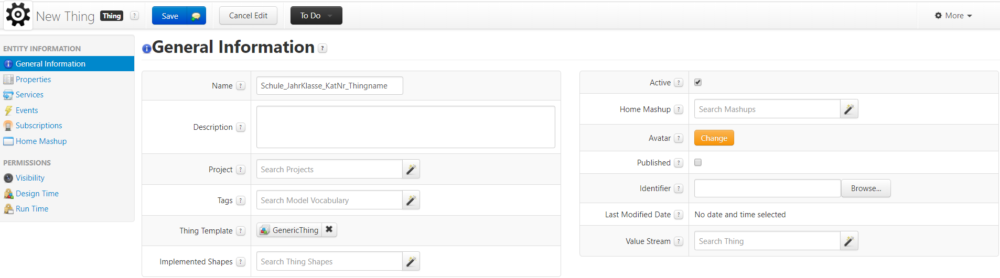 New Thing Thing ? Save Cancel Edit To Do More
ENTITY INFORMATION
General Information
Properties
Services
Events
Subscriptions
Home Mashup
PERMISSIONS
Visibility
Design Time
Run Time
General Information ?
Name ? Schule_JahrKlasse_KatNr_Thingname
Description ?
Project ? Search Projects
Tags ? Search Model Vocabulary
Thing Template ? GenericThing
Implemented Shapes ? Search Thing Shapes
Active ?
Home Mashup ? Search Mashups
Avatar ? Change
Published ?
Identifier ? Browse...
Last Modified Date ? No date and time selected
Value Stream ? Search Thing